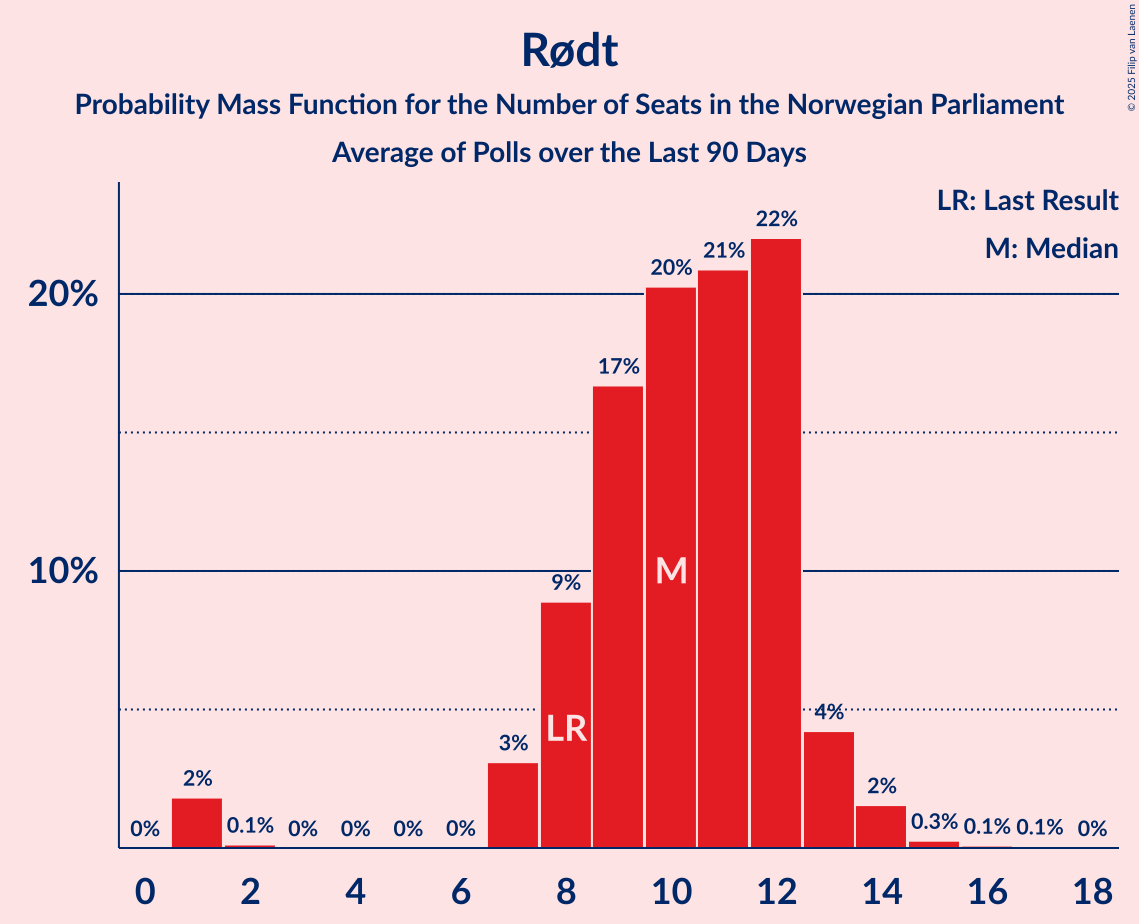 Rødt
Probability Mass Function for the Number of Seats in the Norwegian Parliament
Average of Polls over the Last 90 Days
© 2025 Filip van Laenen
LR: Last Result
M: Median
20%
10%
0%
2%
0.1%
0%
0%
0%
0%
3%
9%
17%
20%
21%
22%
4%
2%
0.3%
0.1%
0.1%
0%
LR
M
0 2 4 6 8 10 12 14 16 18